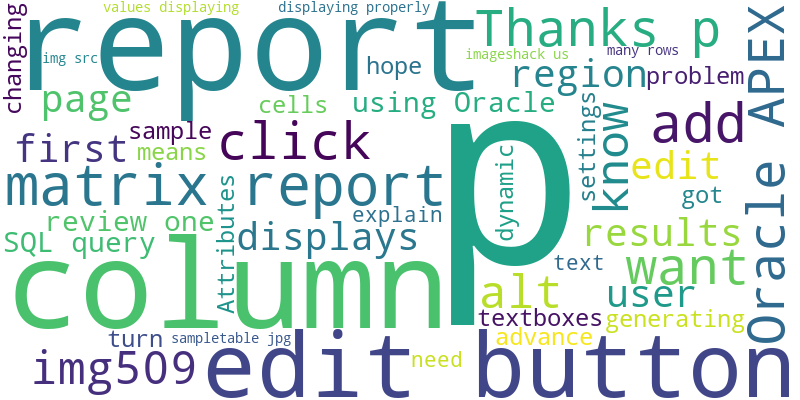 values displaying
displaying properly
report
Thanks p
changing
img src
imageshack us
many rows
hope
region
problem
Oracle APEX
page
cells
using Oracle
settings
know
add
sample
first
means
click
edit
dynamic
p
matrix report
got
Attributes
review one
explain
SQL query
displays
results
column
text
want
alt
user
textboxes
generating
turn
sampletable jpg
advance
img509
edit button
need